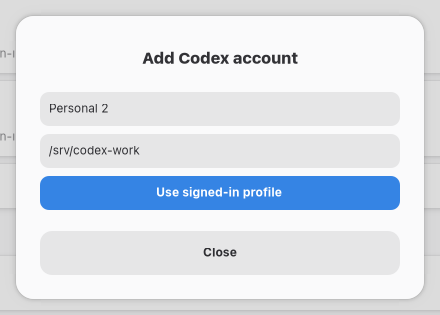 Add Codex account
Personal 2
/srv/codex-work
Use signed-in profile
Close